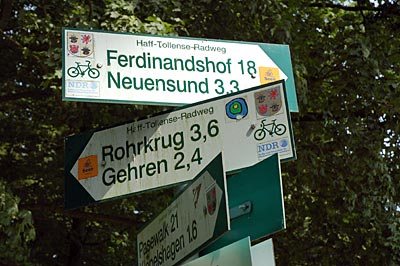 Haff-Tollense-Radweg
Ferdinandshof 18
Neuensund 3,3
NDR
Haff-Tollense-Radweg
Rohrkrug 3,6
Gehren 2,4
NDR
Pasewalk 21